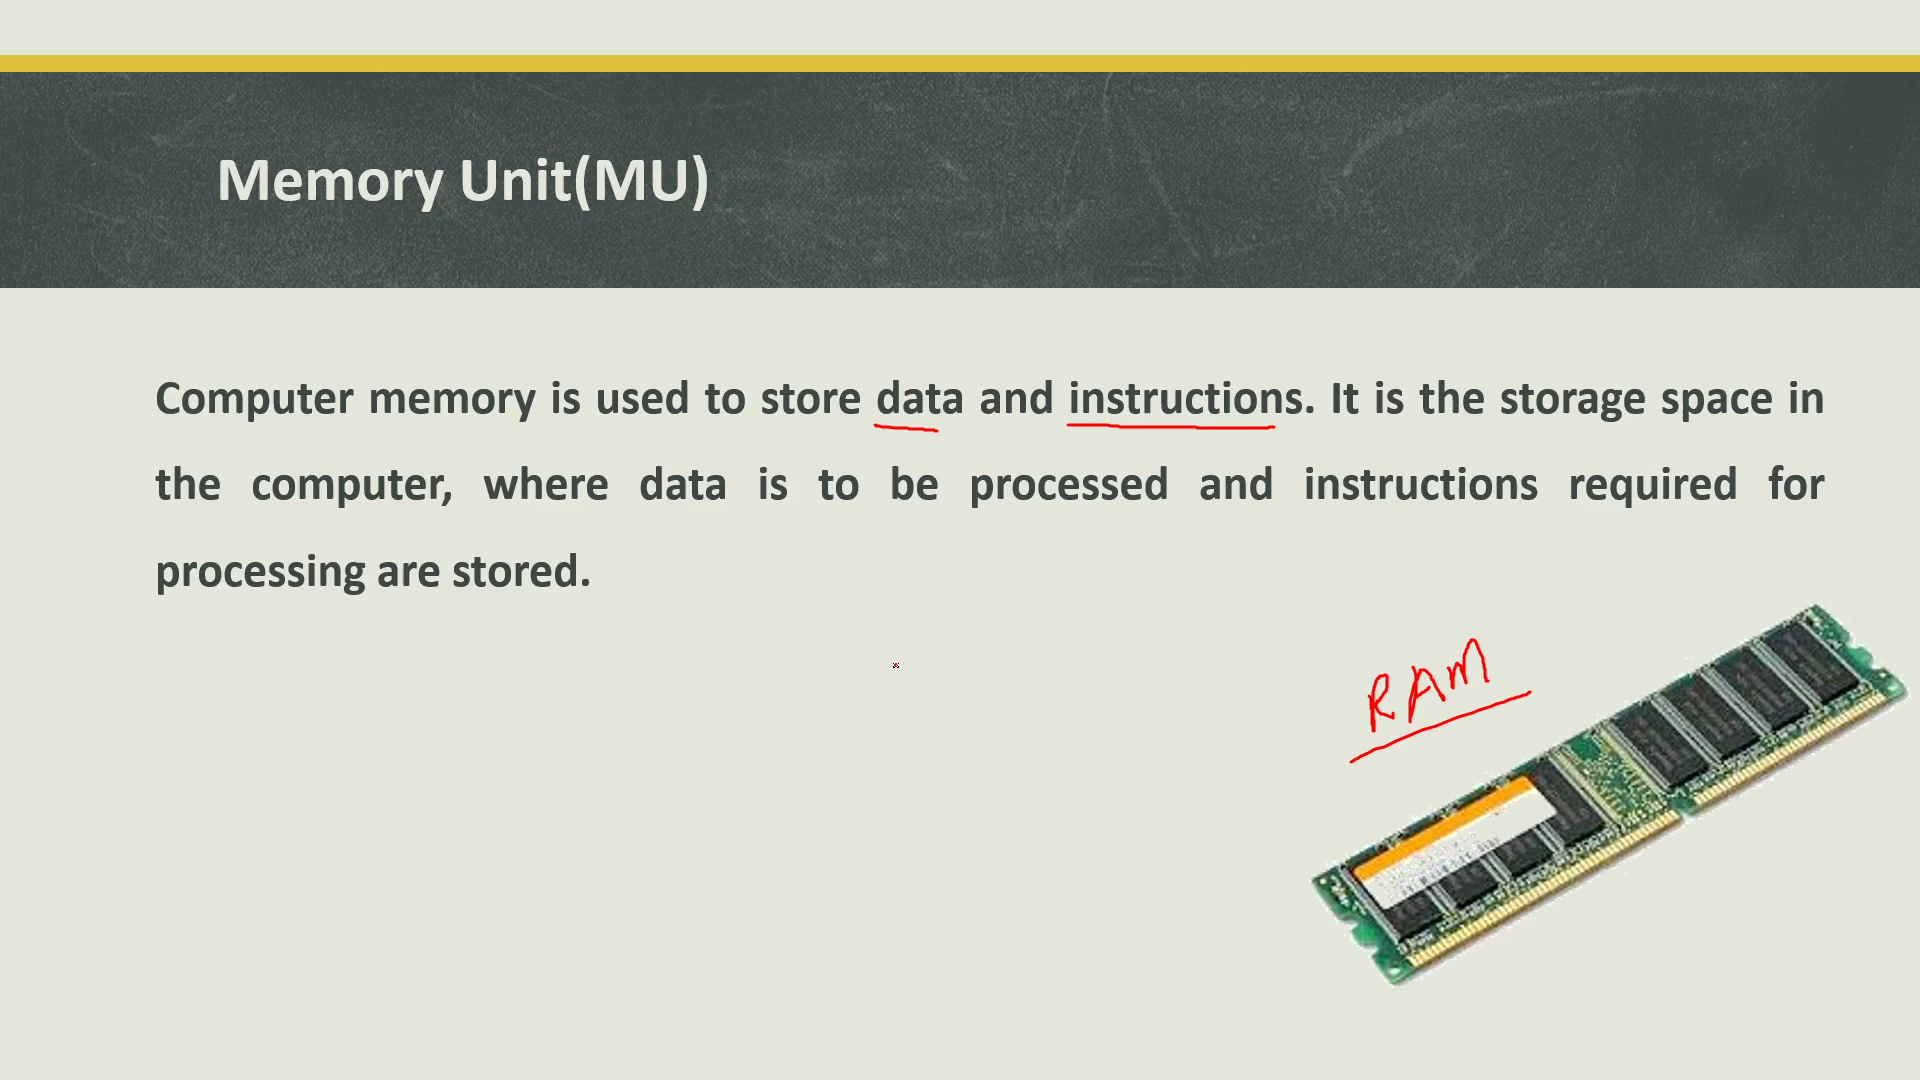 Memory Unit(MU)
Computer memory is used to store data and instructions. It is the storage space in
the computer, where data is to be processed and instructions required for
processing are stored.
RAM